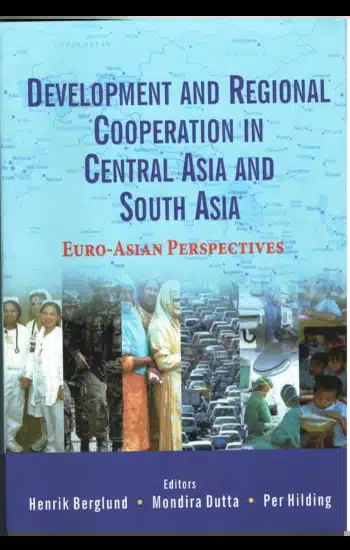 KAZAKHSTAN
DEVELOPMENT AND REGIONAL
COOPERATION IN
CENTRAL ASIA AND
SOUTH ASIA
EURO-ASIAN PERSPECTIVES
Editors
Henrik Berglund • Mondira Dutta • Per Hilding